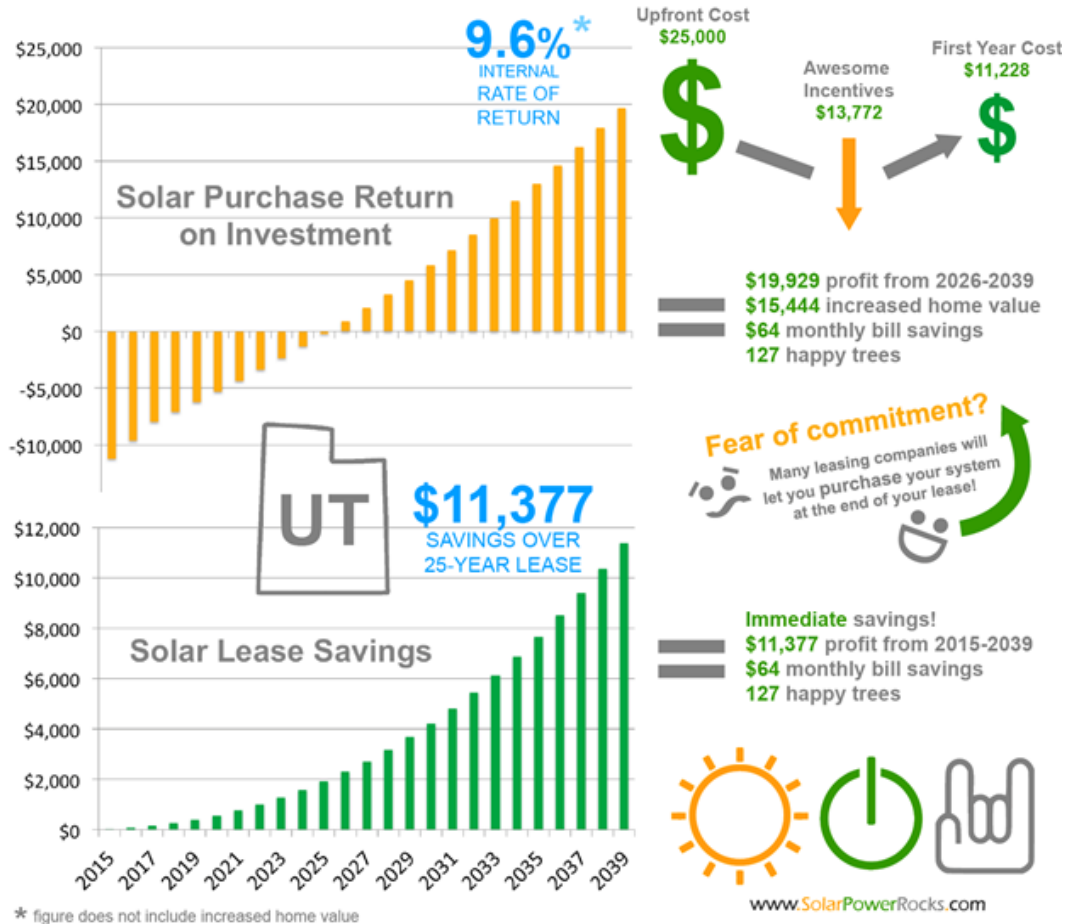 9.6%*
INTERNAL
RATE OF
RETURN
$25,000
$20,000
$15,000
$10,000
$5,000
$0
-$5,000
-$10,000
Solar Purchase Return
on Investment
Upfront Cost
$25,000
Awesome
Incentives
$13,772
First Year Cost
$11,228
$
$
$19,929 profit from 2026-2039
$15,444 increased home value
$64 monthly bill savings
127 happy trees
Fear of commitment?
Many leasing companies will
let you purchase your system
at the end of your lease!
UT
$11,377
SAVINGS OVER
25-YEAR LEASE
$12,000
$10,000
$8,000
$6,000
$4,000
$2,000
$0
Solar Lease Savings
2015
2017
2019
2021
2023
2025
2027
2029
2031
2033
2035
2037
2039
Immediate savings!
$11,377 profit from 2015-2039
$64 monthly bill savings
127 happy trees
www.SolarPowerRocks.com
* figure does not include increased home value